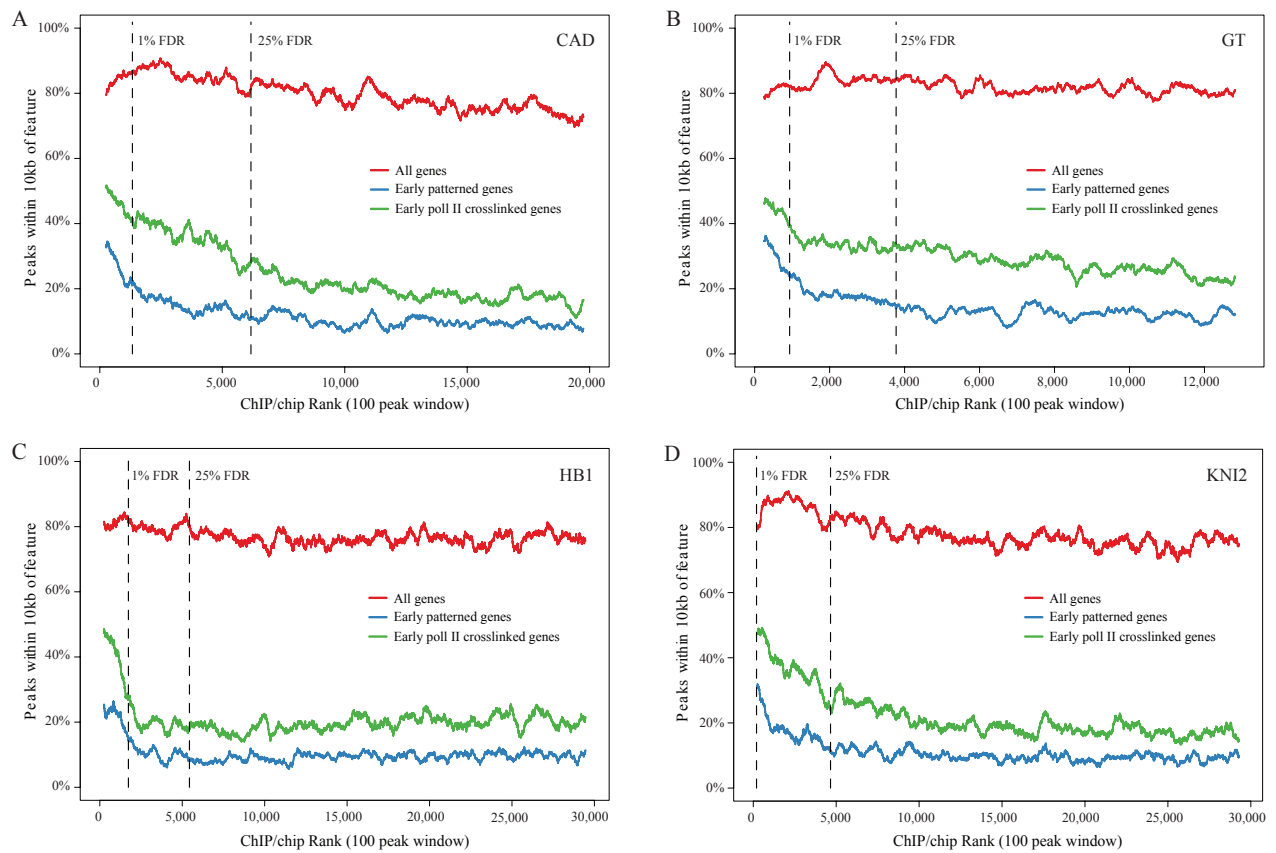 A
CAD
1% FDR
25% FDR
100%
80%
60%
40%
20%
0%
Peaks within 10kb of feature
All genes
Early patterned genes
Early poll II crosslinked genes
0
5,000
10,000
15,000
20,000
ChIP/chip Rank (100 peak window)
B
GT
1% FDR
25% FDR
100%
80%
60%
40%
20%
0%
Peaks within 10kb of feature
All genes
Early patterned genes
Early poll II crosslinked genes
0
2,000
4,000
6,000
8,000
10,000
12,000
ChIP/chip Rank (100 peak window)
C
HB1
1% FDR
25% FDR
100%
80%
60%
40%
20%
0%
Peaks within 10kb of feature
All genes
Early patterned genes
Early poll II crosslinked genes
0
5,000
10,000
15,000
20,000
25,000
30,000
ChIP/chip Rank (100 peak window)
D
KNI2
1% FDR
25% FDR
100%
80%
60%
40%
20%
0%
Peaks within 10kb of feature
All genes
Early patterned genes
Early poll II crosslinked genes
0
5,000
10,000
15,000
20,000
25,000
30,000
ChIP/chip Rank (100 peak window)